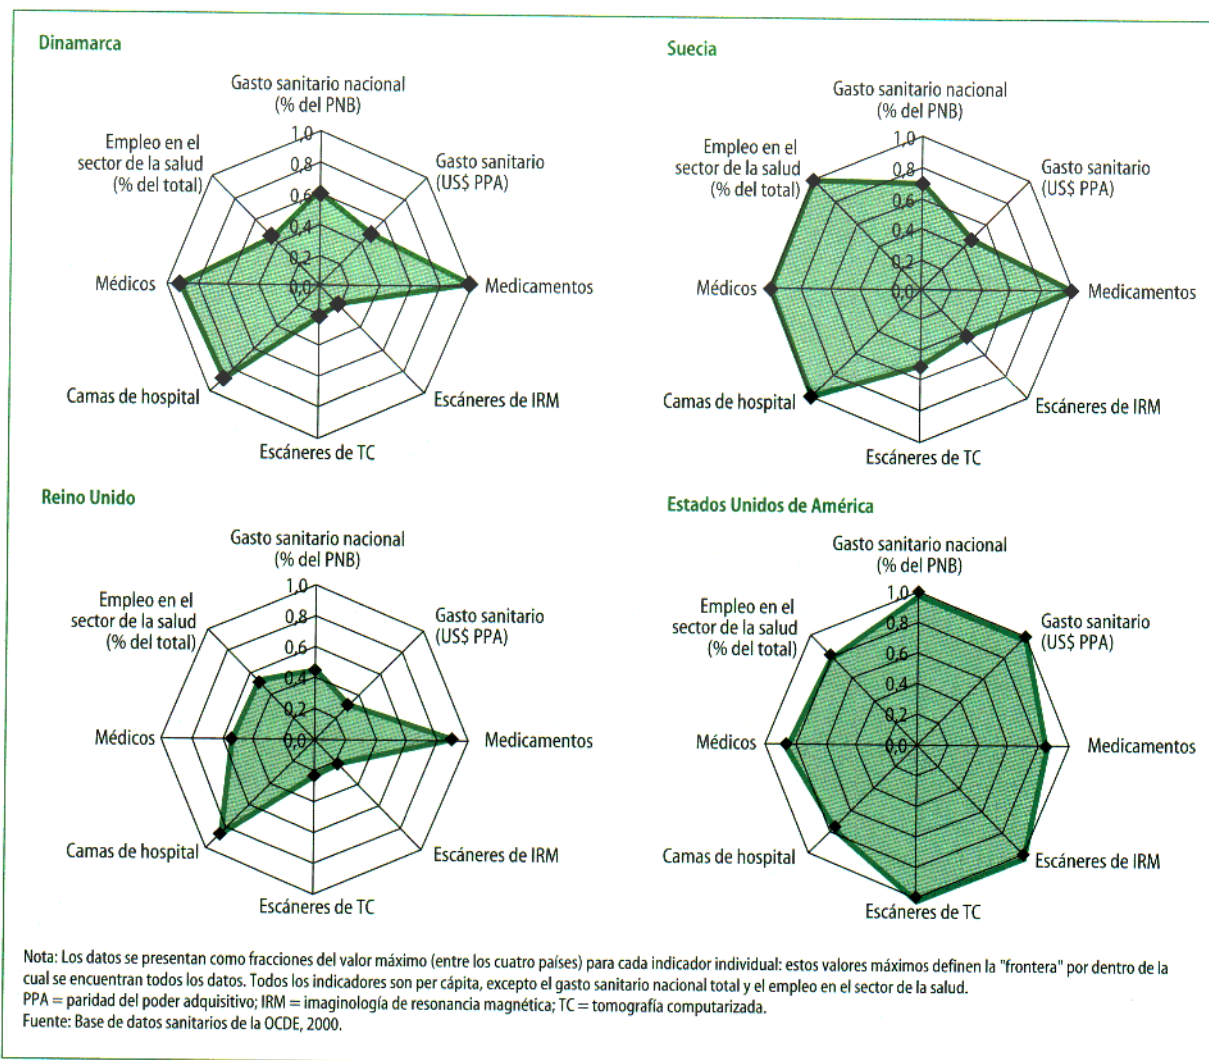 Dinamarca
Gasto sanitario nacional
(% del PNB)
Empleo en el
sector de la salud
(% del total)
1,0
0,8
0,6
0,4
0,2
0,0
Gasto sanitario
(US$ PPA)
Médicos
Medicamentos
Camas de hospital
Escáneres de IRM
Escáneres de TC
Suecia
Gasto sanitario nacional
(% del PNB)
Empleo en el
sector de la salud
(% del total)
1,0
0,8
0,6
0,4
0,2
0,0
Gasto sanitario
(US$ PPA)
Médicos
Medicamentos
Camas de hospital
Escáneres de IRM
Escáneres de TC
Reino Unido
Gasto sanitario nacional
(% del PNB)
Empleo en el
sector de la salud
(% del total)
1,0
0,8
0,6
0,4
0,2
0,0
Gasto sanitario
(US$ PPA)
Médicos
Medicamentos
Camas de hospital
Escáneres de IRM
Escáneres de TC
Estados Unidos de América
Gasto sanitario nacional
(% del PNB)
Empleo en el
sector de la salud
(% del total)
1,0
0,8
0,6
0,4
0,2
0,0
Gasto sanitario
(US$ PPA)
Médicos
Medicamentos
Camas de hospital
Escáneres de IRM
Escáneres de TC
Nota: Los datos se presentan como fracciones del valor máximo (entre los cuatro países) para cada indicador individual: estos valores máximos definen la "frontera" por dentro de la
cual se encuentran todos los datos. Todos los indicadores son per cápita, excepto el gasto sanitario nacional total y el empleo en el sector de la salud.
PPA = paridad del poder adquisitivo; IRM = imaginología de resonancia magnética; TC = tomografía computarizada.
Fuente: Base de datos sanitarios de la OCDE, 2000.